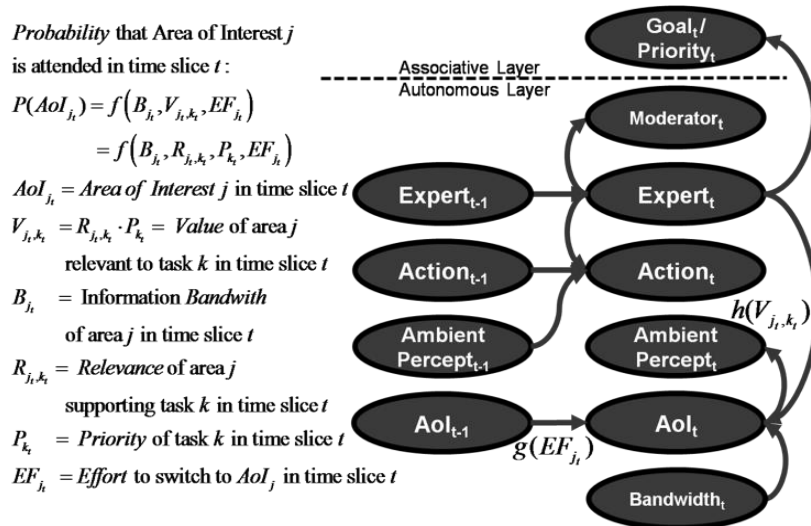 Probability that Area of Interest j
is attended in time slice t :
P(AoI_{j_t}) = f(B_{j_t}, V_{j_t,k_t}, EF_{j_t})
= f(B_{j_t}, R_{j_t,k_t}, P_{k_t}, EF_{j_t})
AoI_{j_t} = Area of Interest j in time slice t
V_{j_t,k_t} = R_{j_t,k_t} · P_{k_t} = Value of area j
relevant to task k in time slice t
B_{j_t} = Information Bandwith
of area j in time slice t
R_{j_t,k_t} = Relevance of area j
supporting task k in time slice t
P_{k_t} = Priority of task k in time slice t
EF_{j_t} = Effort to switch to AoI_j in time slice t
Goal_t/
Priority_t
Associative Layer
Autonomous Layer
Moderator_t
Expert_{t-1}
Expert_t
Action_{t-1}
Action_t
h(V_{j_t,k_t})
Ambient
Percept_{t-1}
Ambient
Percept_t
AoI_{t-1}
g(EF_{j_t})
AoI_t
Bandwidth_t